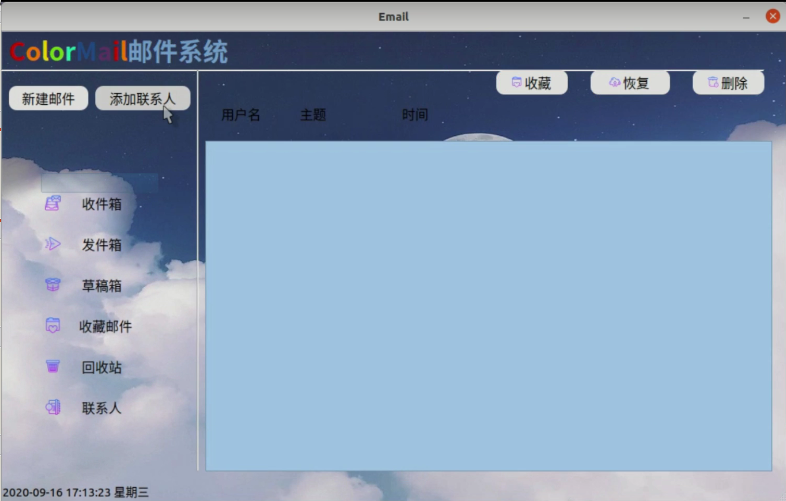 Email
ColorMail邮件系统
收藏 恢复 删除
新建邮件 添加联系人
用户名 主题 时间
收件箱
发件箱
草稿箱
收藏邮件
回收站
联系人
2020-09-16 17:13:23 星期三